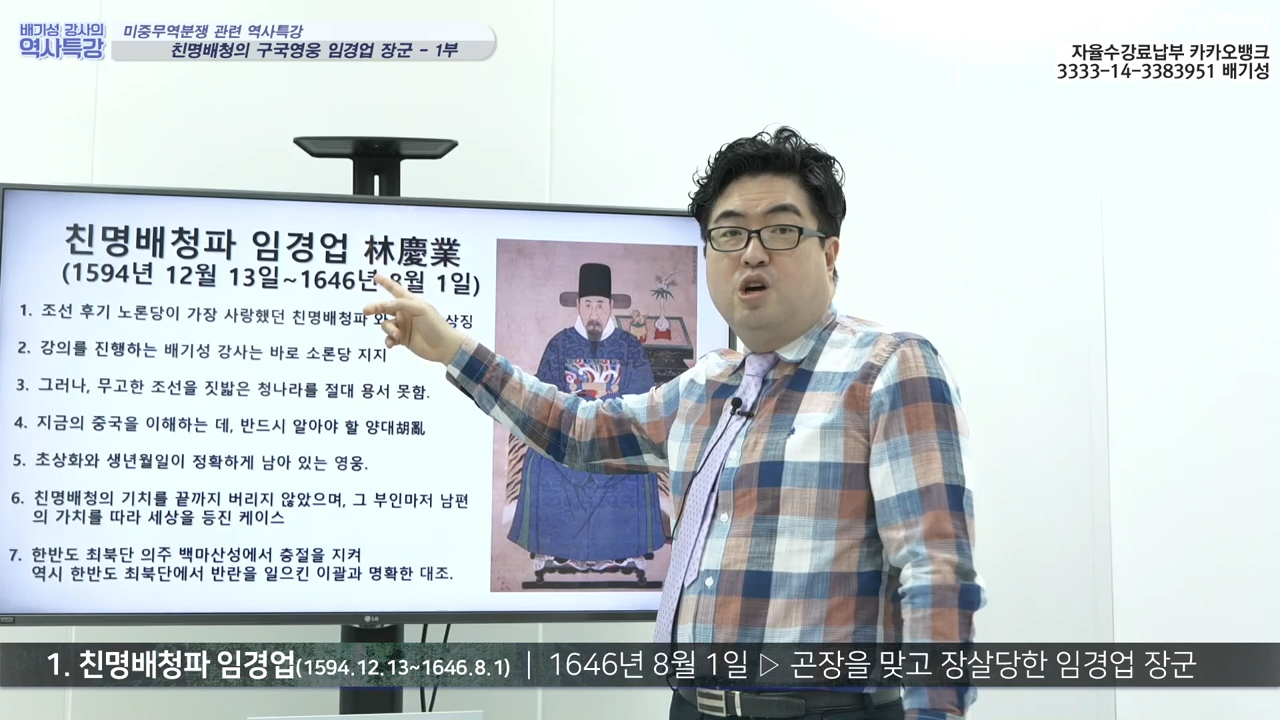 배기성 강사의
역사특강
미중무역분쟁 관련 역사특강
친명배청의 구국영웅 임경업 장군 - 1부
자율수강료납부 카카오뱅크
3333-14-3383951 배기성
친명배청파 임경업 林慶業
(1594년 12월 13일~1646년 8월 1일)
1. 조선 후기 노론당이 가장 사랑했던 친명배청파 상징
2. 강의를 진행하는 배기성 강사는 바로 소론당 지지
3. 그러나, 무고한 조선을 짓밟은 청나라를 절대 용서 못함.
4. 지금의 중국을 이해하는 데, 반드시 알아야 할 양대胡亂
5. 초상화와 생년월일이 정확하게 남아 있는 영웅.
6. 친명배청의 기치를 끝까지 버리지 않았으며, 그 부인마저 남편
의 가치를 따라 세상을 등진 케이스
7. 한반도 최북단 의주 백마산성에서 충절을 지켜
역시 한반도 최북단에서 반란을 일으킨 이괄과 명확한 대조.
LG
1. 친명배청파 임경업(1594.12.13~1646.8.1) | 1646년 8월 1일 ▷ 곤장을 맞고 장살당한 임경업 장군